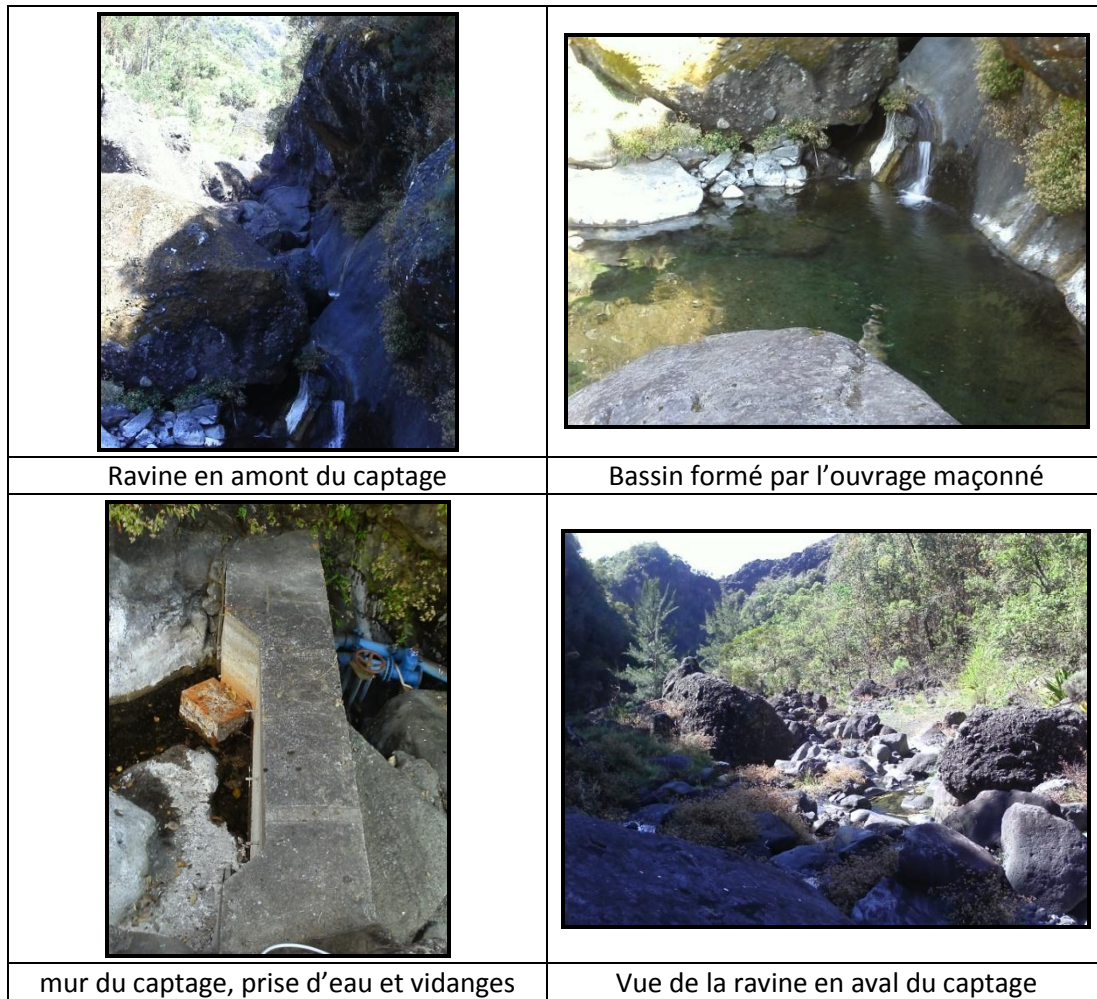 Ravine en amont du captage
Bassin formé par l’ouvrage maçonné
mur du captage, prise d’eau et vidanges
Vue de la ravine en aval du captage